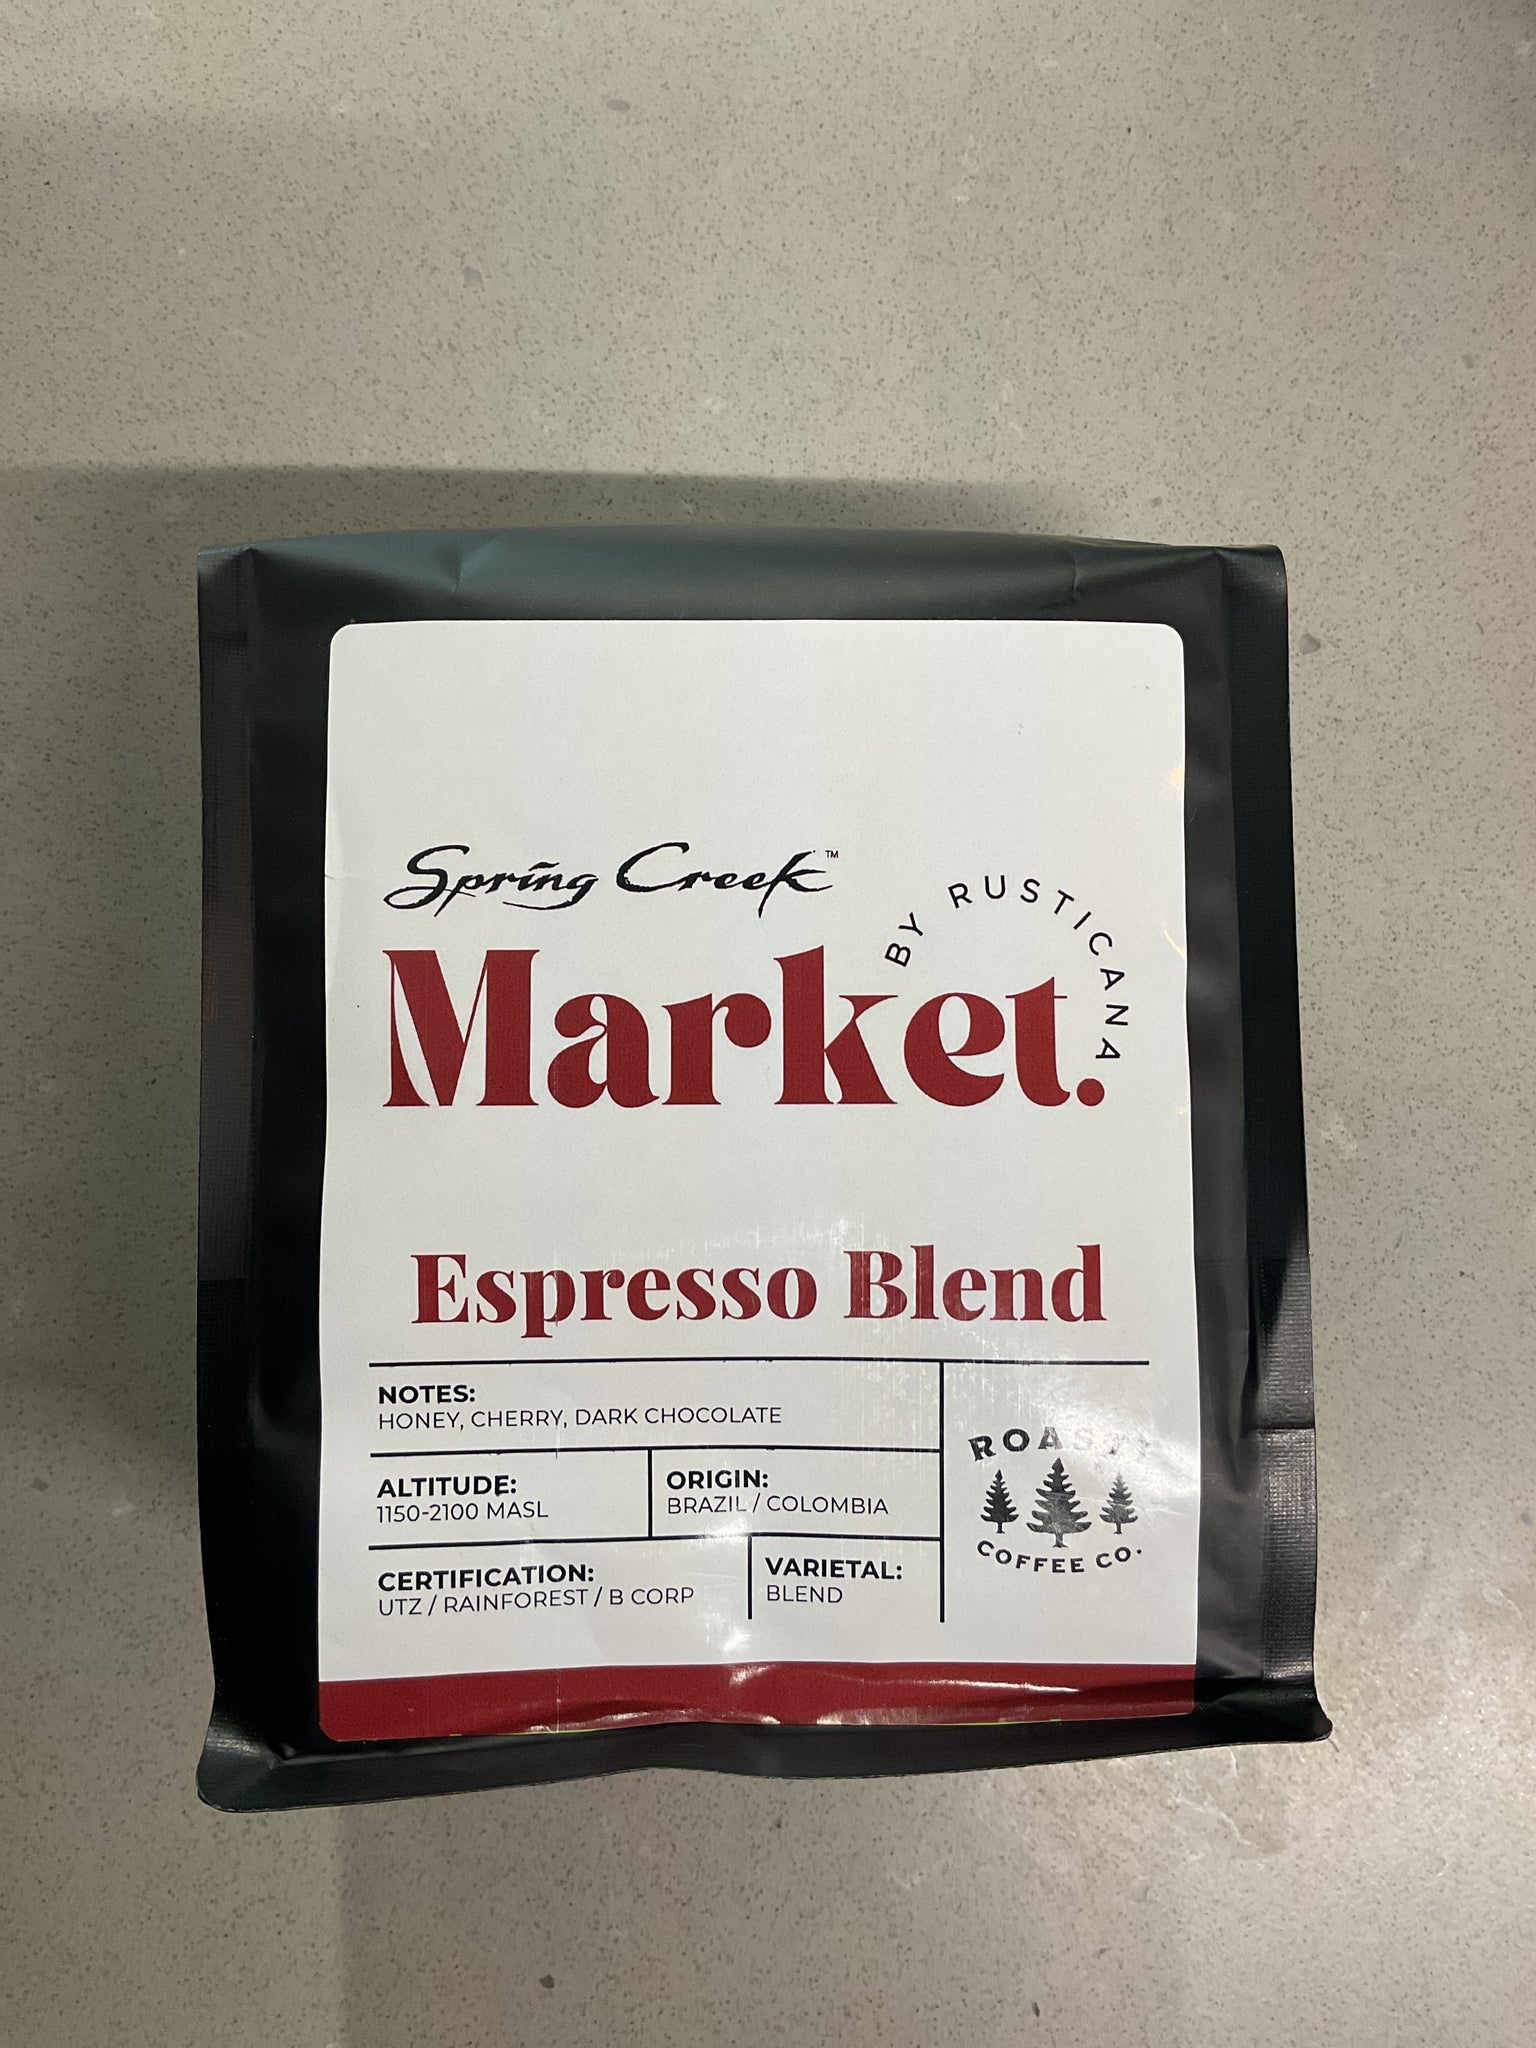 Spring Creek™
BY RUSTICANA
Market.
Espresso Blend
NOTES:
HONEY, CHERRY, DARK CHOCOLATE
ALTITUDE:
1150-2100 MASL
ORIGIN:
BRAZIL / COLOMBIA
CERTIFICATION:
UTZ / RAINFOREST / B CORP
VARIETAL:
BLEND
COFFEE CO.